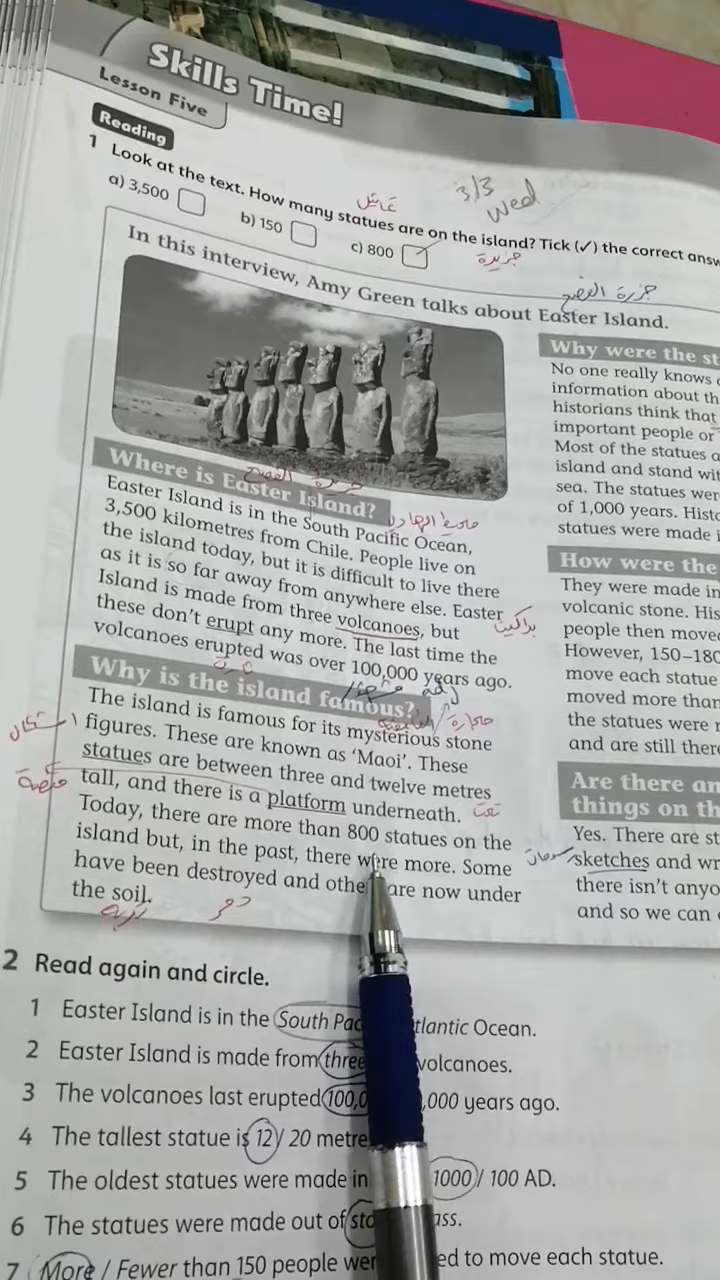 Skills Time!
Lesson Five
Reading
1 Look at the text. How many statues are on the island? Tick (✓) the correct answ
a) 3,500
b) 150
c) 800
3/3
wed
جزيرة
In this interview, Amy Green talks about Easter Island.
Where is Easter Island?
Easter Island is in the South Pacific Ocean,
3,500 kilometres from Chile. People live on
the island today, but it is difficult to live there
as it is so far away from anywhere else. Easter
Island is made from three volcanoes, but
these don't erupt any more. The last time the
volcanoes erupted was over 100,000 years ago.
Why is the island famous?
The island is famous for its mysterious stone
figures. These are known as 'Maoi'. These
statues are between three and twelve metres
tall, and there is a platform underneath.
Today, there are more than 800 statues on the
island but, in the past, there were more. Some
have been destroyed and othe are now under
the soil.
Why were the st
No one really knows
information about th
historians think that
important people or
Most of the statues a
island and stand wit
sea. The statues wer
of 1,000 years. Histo
statues were made i
How were the
They were made in
volcanic stone. His
people then move
However, 150–180
move each statue
moved more than
the statues were r
and are still there
Are there an
things on th
Yes. There are st
sketches and wr
there isn't anyo
and so we can
2 Read again and circle.
1 Easter Island is in the South Pac tlantic Ocean.
2 Easter Island is made from three volcanoes.
3 The volcanoes last erupted 100,0 ,000 years ago.
4 The tallest statue is 12 / 20 metre
5 The oldest statues were made in 1000 / 100 AD.
6 The statues were made out of sto ass.
7 More / Fewer than 150 people wer ed to move each statue.